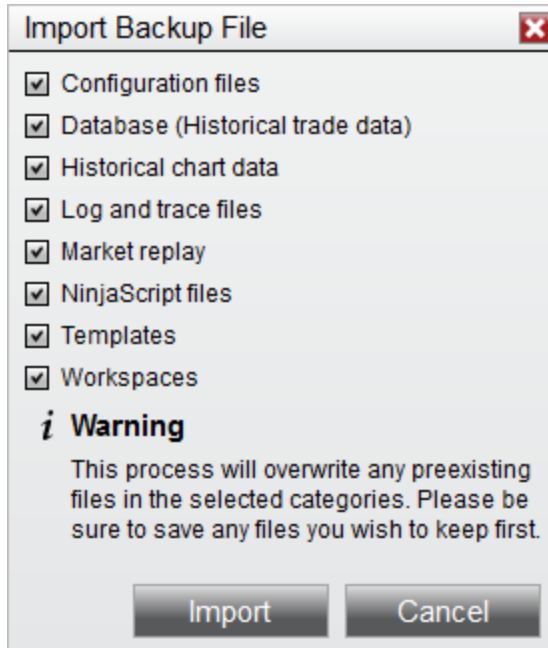 Import Backup File
Configuration files
Database (Historical trade data)
Historical chart data
Log and trace files
Market replay
NinjaScript files
Templates
Workspaces
i Warning
This process will overwrite any preexisting
files in the selected categories. Please be
sure to save any files you wish to keep first.
Import Cancel